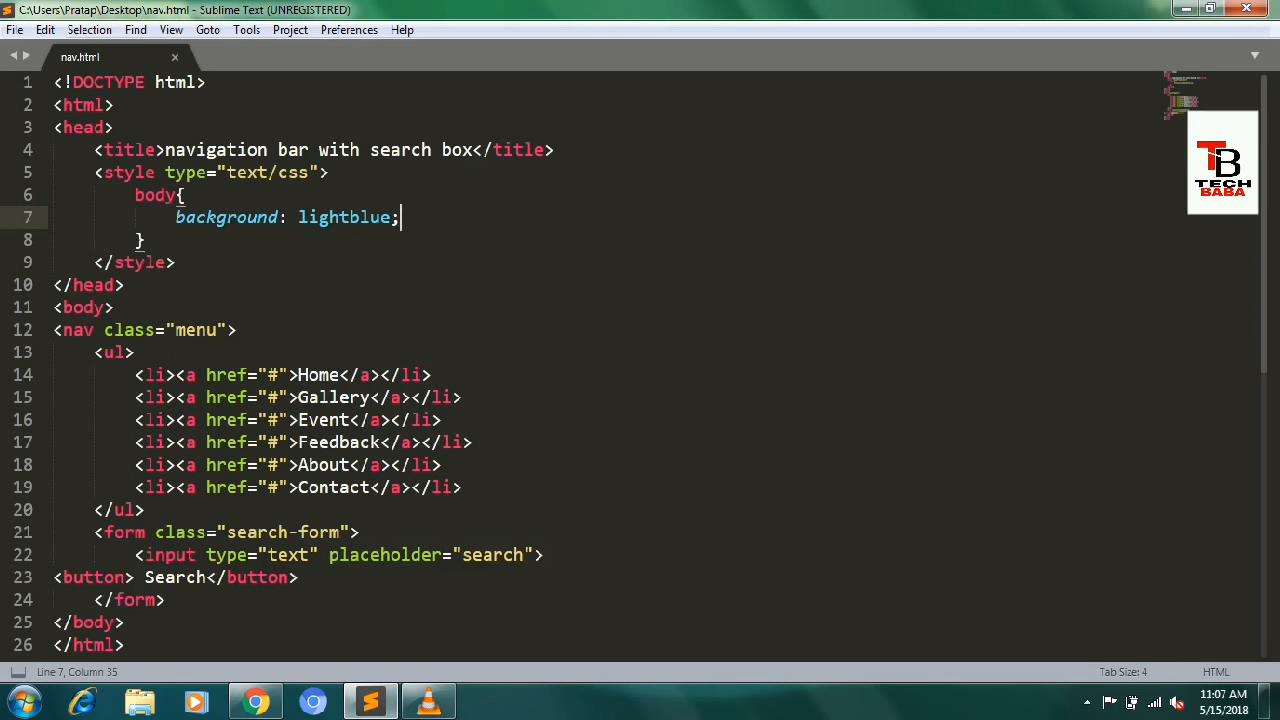 C:\Users\Pratap\Desktop\nav.html - Sublime Text (UNREGISTERED)
File Edit Selection Find View Goto Tools Project Preferences Help
nav.html
1 <!DOCTYPE html>
2 <html>
3 <head>
4 <title>navigation bar with search box</title>
5 <style type="text/css">
6 body{
7 background: lightblue;
8 }
9 </style>
10 </head>
11 <body>
12 <nav class="menu">
13 <ul>
14 <li><a href="#">Home</a></li>
15 <li><a href="#">Gallery</a></li>
16 <li><a href="#">Event</a></li>
17 <li><a href="#">Feedback</a></li>
18 <li><a href="#">About</a></li>
19 <li><a href="#">Contact</a></li>
20 </ul>
21 <form class="search-form">
22 <input type="text" placeholder="search">
23 <button> Search</button>
24 </form>
25 </body>
26 </html>
TB
TECH
BABA
Line 7, Column 35
Tab Size: 4
HTML
11:07 AM
5/15/2018